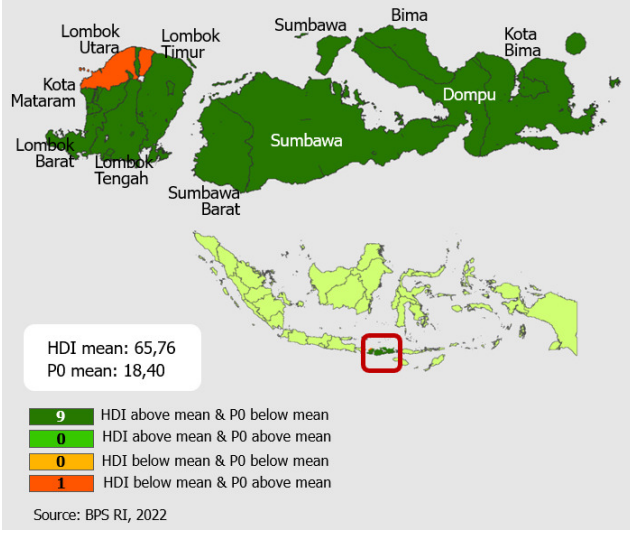 Lombok
Utara
Lombok
Timur
Sumbawa
Bima
Kota
Bima
Kota
Mataram
Dompu
Lombok
Barat
Lombok
Tengah
Sumbawa
Sumbawa
Barat
HDI mean: 65,76
P0 mean: 18,40
9 HDI above mean & P0 below mean
0 HDI above mean & P0 above mean
0 HDI below mean & P0 below mean
1 HDI below mean & P0 above mean
Source: BPS RI, 2022